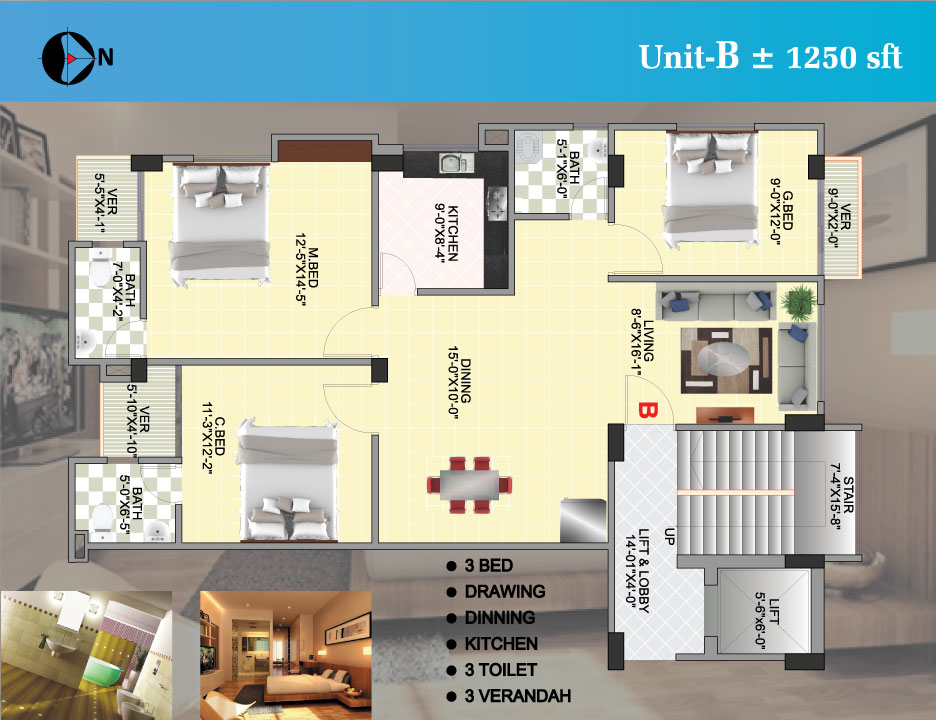 N
Unit-B ± 1250 sft
VER
5'-5"X4'-1"
M.BED
12'-5"X14'-5"
KITCHEN
9'-0"X8'-4"
BATH
5'-1"X6'-0"
G.BED
9'-0"X12'-0"
VER
9'-0"X2'-0"
BATH
7'-0"X4'-2"
VER
5'-10"X4'-10"
C.BED
11'-3"X12'-2"
DINING
15'-0"X10'-0"
LIVING
8'-6"X16'-1"
B
BATH
5'-0"X6'-5"
STAIR
7'-4"X15'-8"
UP
LIFT & LOBBY
14'-01"X4'-0"
LIFT
5'-6"x6'-0"
● 3 BED
● DRAWING
● DINNING
● KITCHEN
● 3 TOILET
● 3 VERANDAH